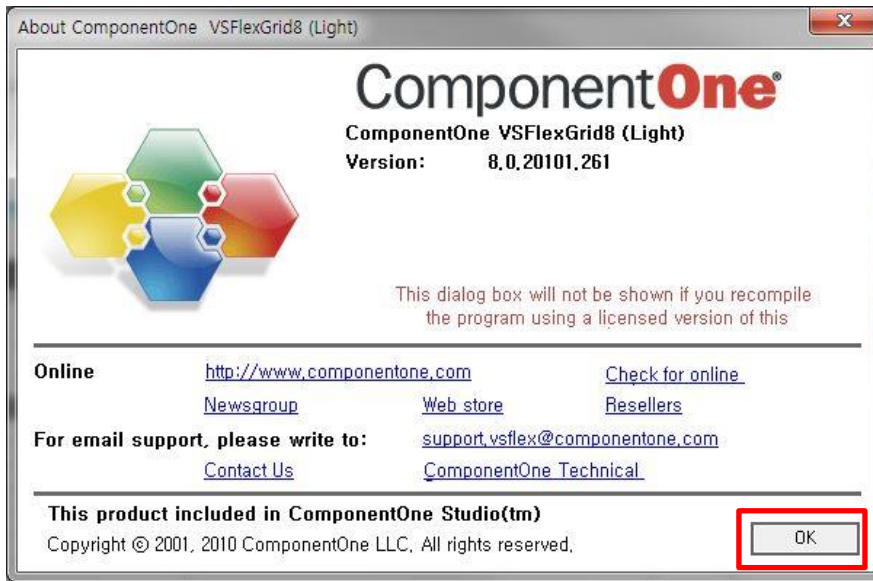 About ComponentOne VSFlexGrid8 (Light)
ComponentOne®
ComponentOne VSFlexGrid8 (Light)
Version: 8.0.20101.261
This dialog box will not be shown if you recompile
the program using a licensed version of this
Online http://www.componentone.com Check for online
Newsgroup Web store Resellers
For email support, please write to: support.vsflex@componentone.com
Contact Us ComponentOne Technical
This product included in ComponentOne Studio(tm)
Copyright © 2001, 2010 ComponentOne LLC, All rights reserved.
OK